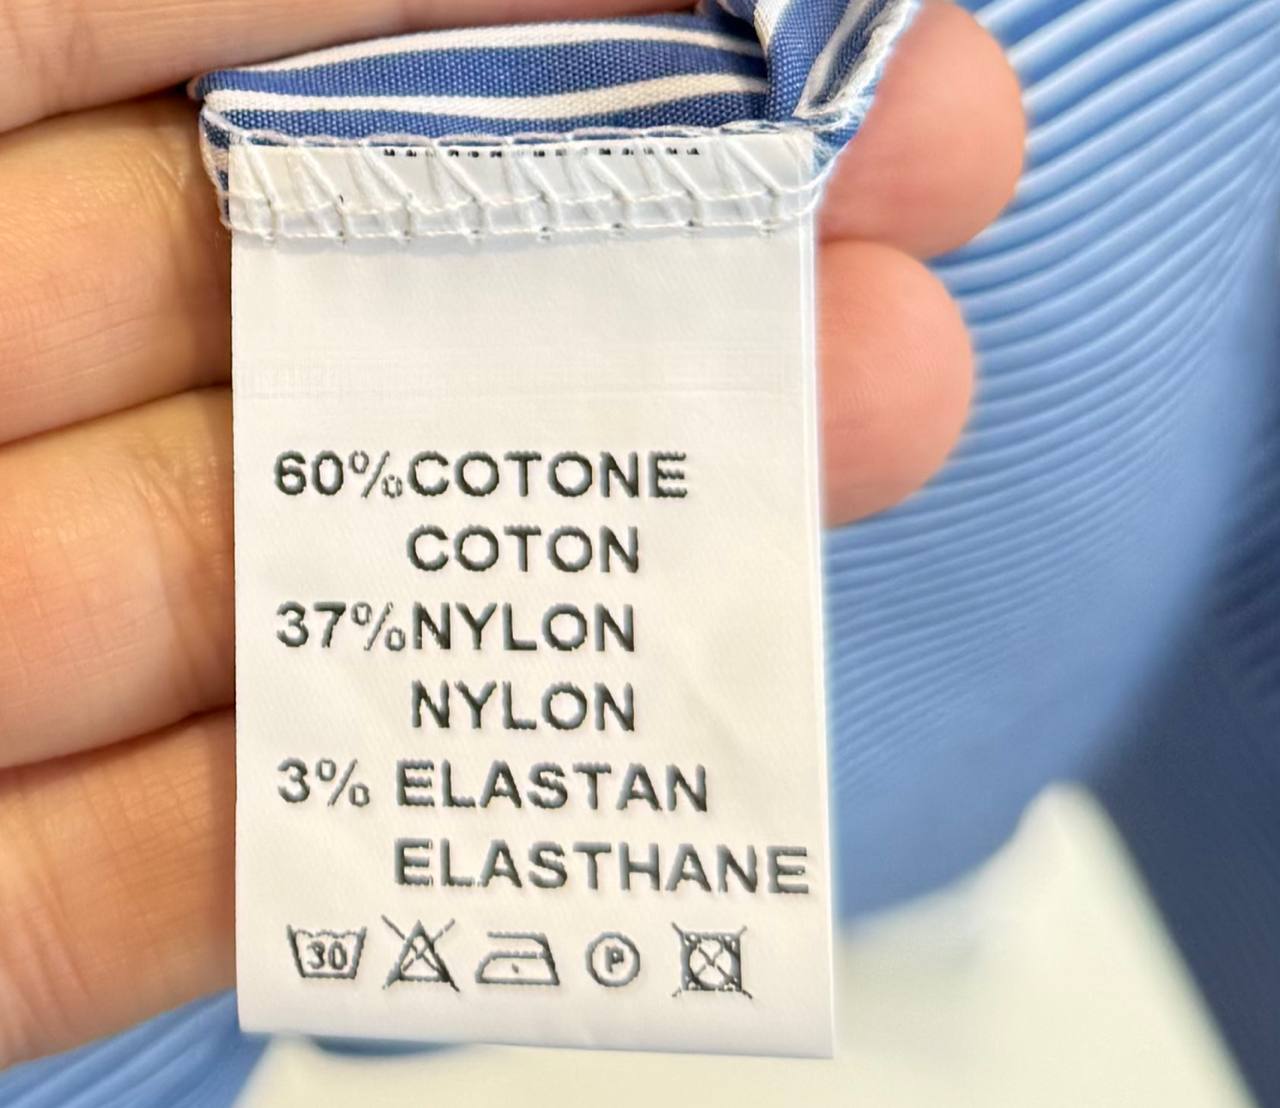 60%COTONE
COTON
37%NYLON
NYLON
3% ELASTAN
ELASTHANE
30 P